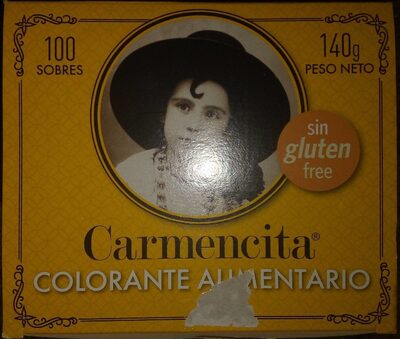 100
SOBRES
140g
PESO NETO
sin
gluten
free
Carmencita®
COLORANTE ALIMENTARIO